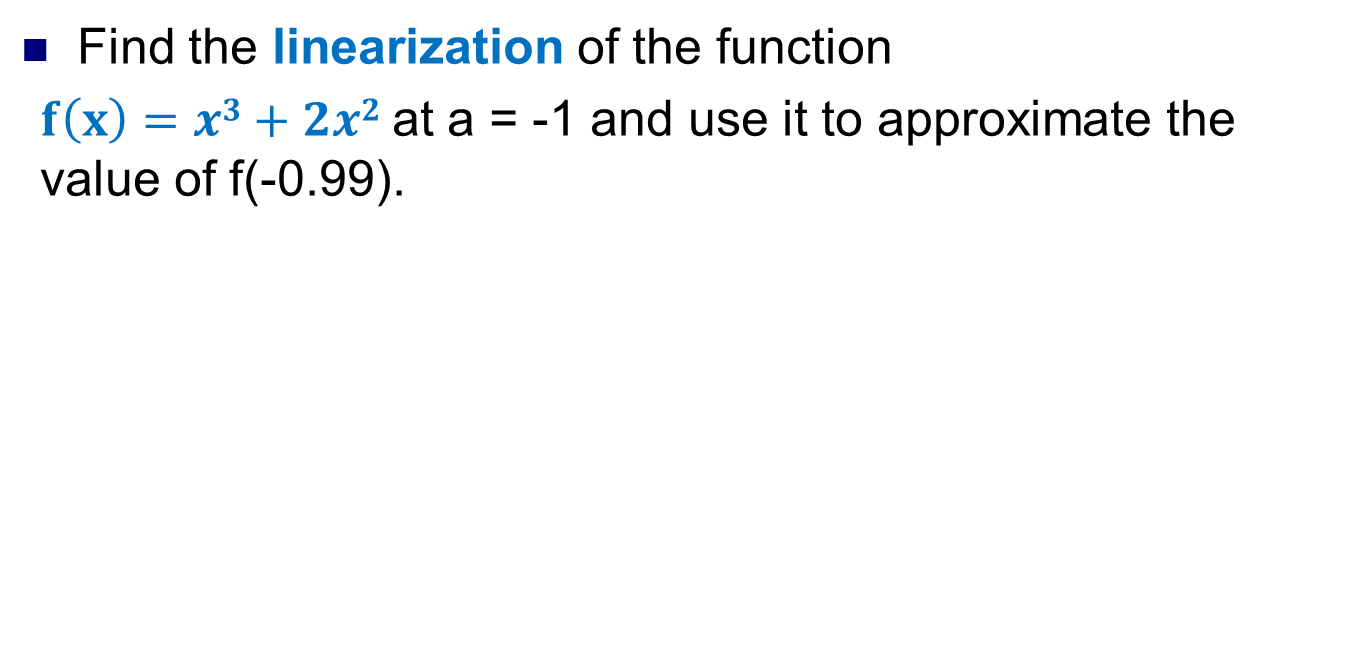 ■ Find the linearization of the function
f(x) = x³ + 2x² at a = -1 and use it to approximate the
value of f(-0.99).